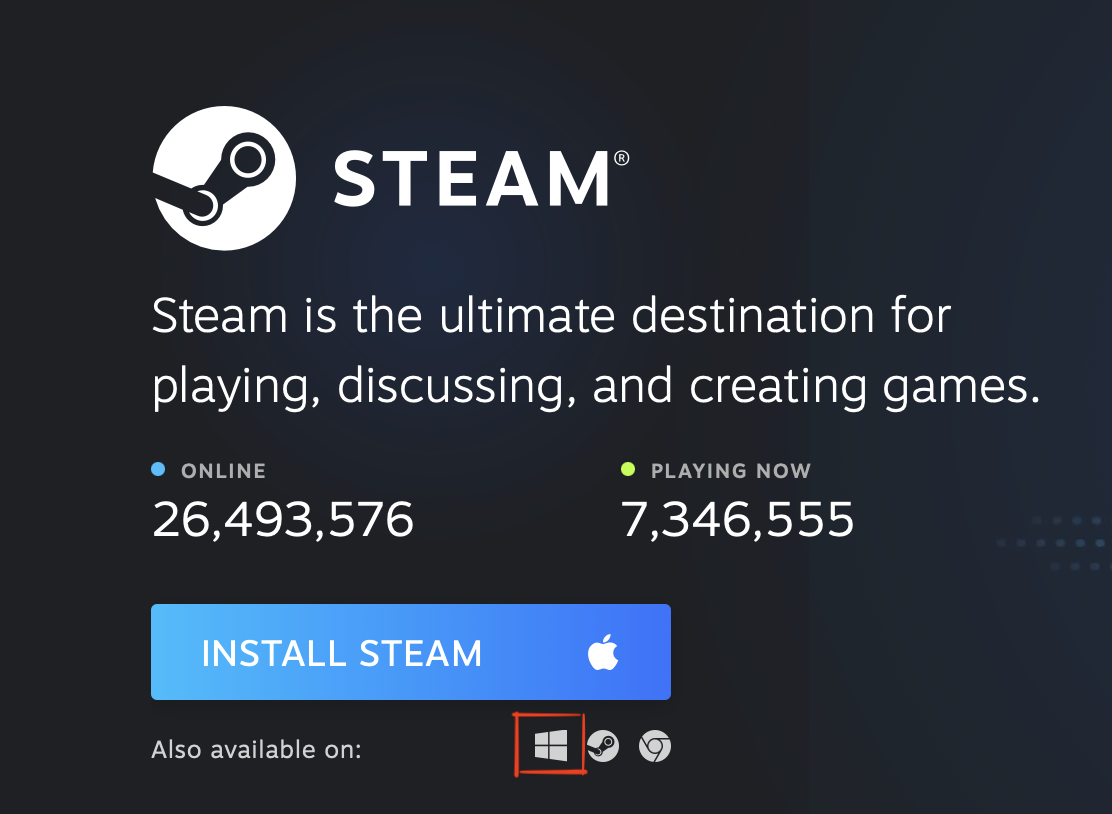 STEAM®
Steam is the ultimate destination for
playing, discussing, and creating games.
ONLINE
26,493,576
PLAYING NOW
7,346,555
INSTALL STEAM
Also available on: